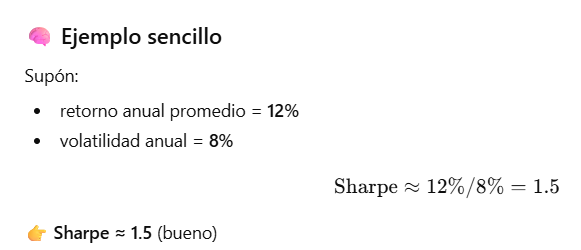 🧠 Ejemplo sencillo
Supón:
• retorno anual promedio = 12%
• volatilidad anual = 8%
Sharpe ≈ 12%/8% = 1.5
👉 Sharpe ≈ 1.5 (bueno)